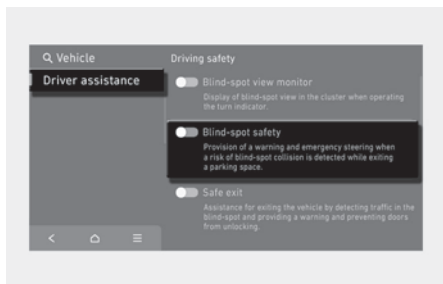 Vehicle
Driver assistance
Driving safety
Blind-spot view monitor
Display of blind-spot view in the cluster when operating
the turn indicator.
Blind-spot safety
Provision of a warning and emergency steering when
a risk of blind-spot collision is detected while exiting
a parking space.
Safe exit
Assistance for exiting the vehicle by detecting traffic in the
blind-spot and providing a warning and preventing doors
from unlocking.